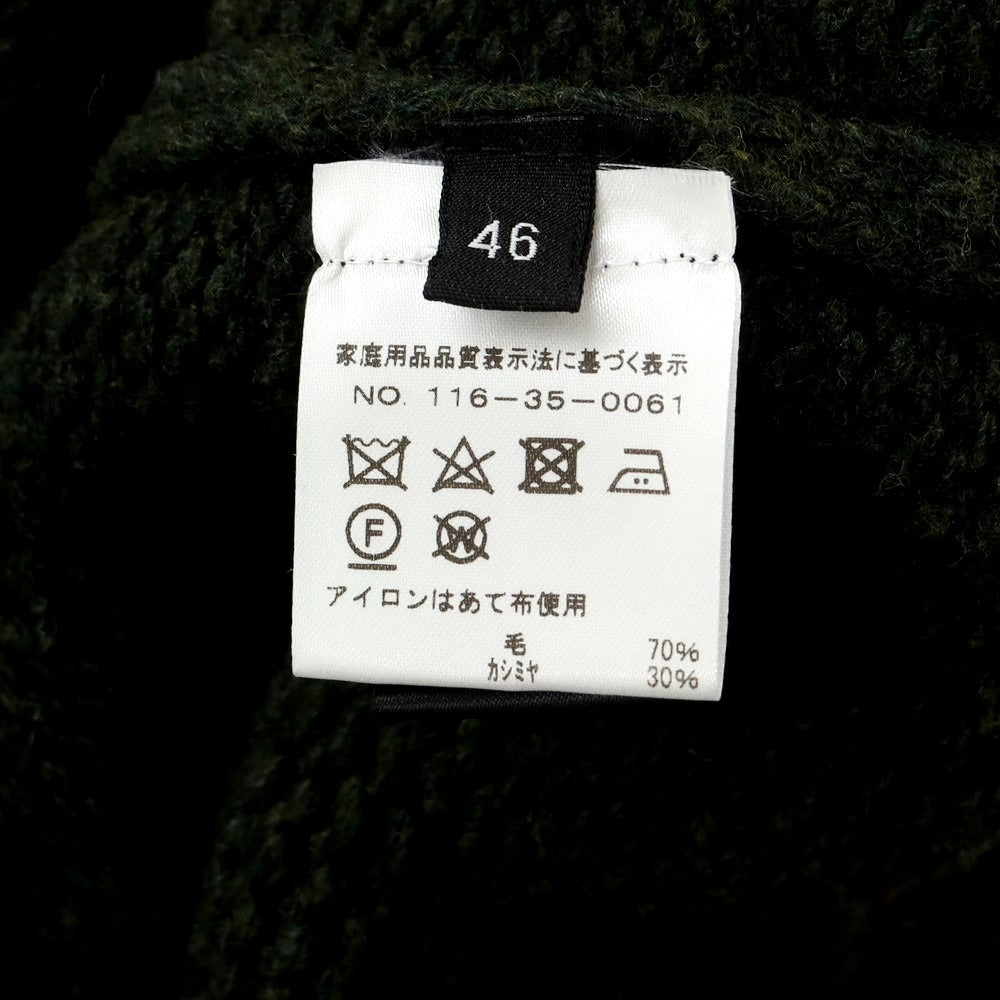 46
家庭用品品質表示法に基づく表示
NO. 116-35-0061
F W
アイロンはあて布使用
毛 70%
カシミヤ 30%